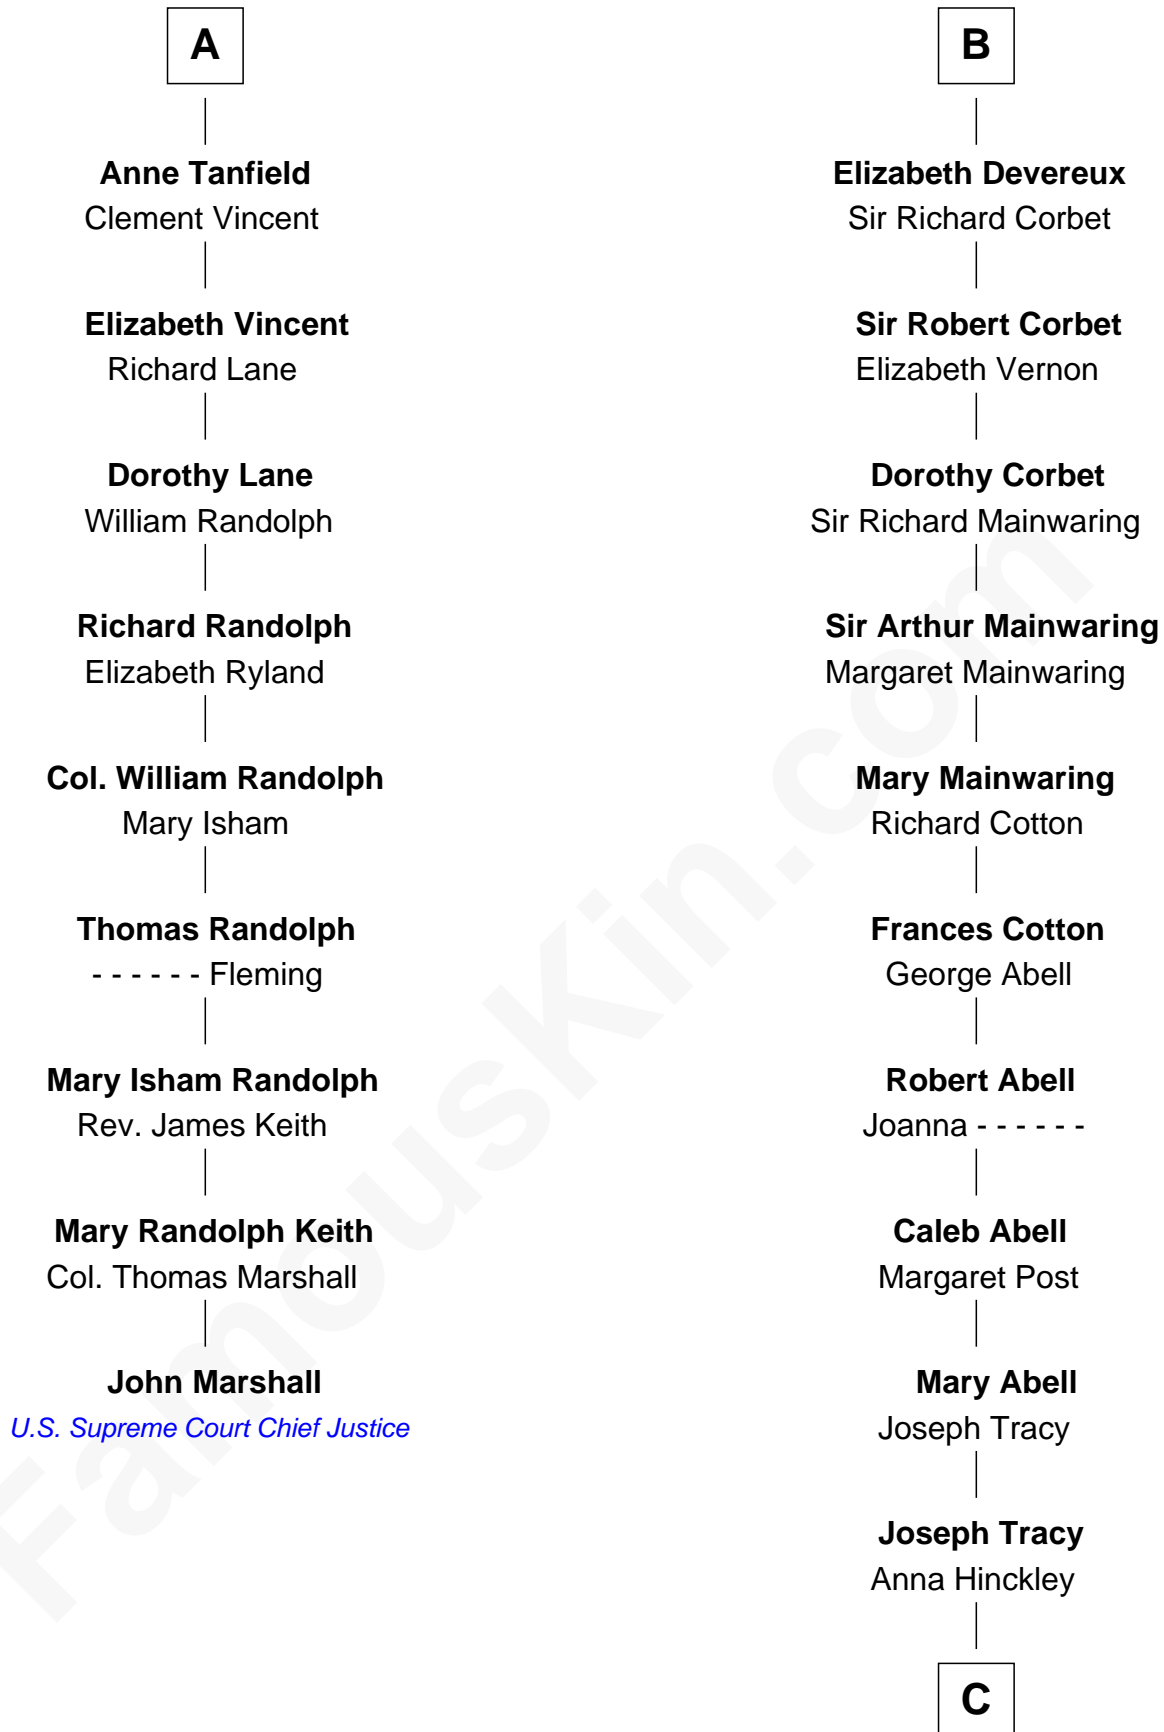 A
Anne Tanfield
Clement Vincent
Elizabeth Vincent
Richard Lane
Dorothy Lane
William Randolph
Richard Randolph
Elizabeth Ryland
Col. William Randolph
Mary Isham
Thomas Randolph
- - - - - - Fleming
Mary Isham Randolph
Rev. James Keith
Mary Randolph Keith
Col. Thomas Marshall
John Marshall
U.S. Supreme Court Chief Justice
B
Elizabeth Devereux
Sir Richard Corbet
Sir Robert Corbet
Elizabeth Vernon
Dorothy Corbet
Sir Richard Mainwaring
Sir Arthur Mainwaring
Margaret Mainwaring
Mary Mainwaring
Richard Cotton
Frances Cotton
George Abell
Robert Abell
Joanna - - - - - -
Caleb Abell
Margaret Post
Mary Abell
Joseph Tracy
Joseph Tracy
Anna Hinckley
C
FamousKin.com